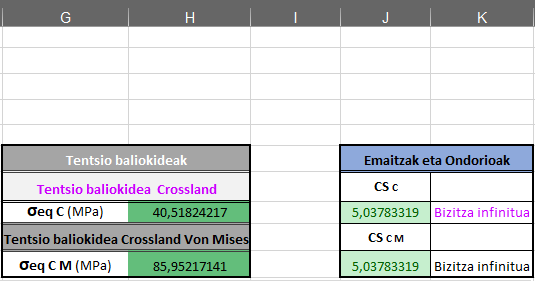 G H I J K
Tentsio baliokideak Emaitzak eta Ondorioak
Tentsio baliokidea Crossland CS C
σeq C (MPa) 40,51824217 5,03783319 Bizitza infinitua
Tentsio baliokidea Crossland Von Mises CS C M
σeq C M (MPa) 85,95217141 5,03783319 Bizitza infinitua